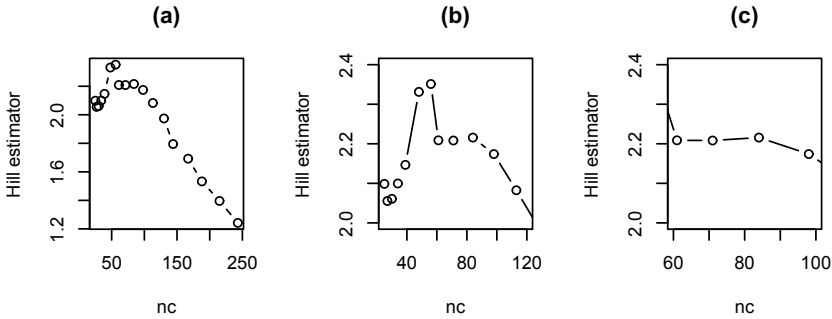 (a)
Hill estimator
1.2 1.6 2.0
50 150 250
nc
(b)
Hill estimator
2.0 2.2 2.4
40 80 120
nc
(c)
Hill estimator
2.0 2.2 2.4
60 80 100
nc